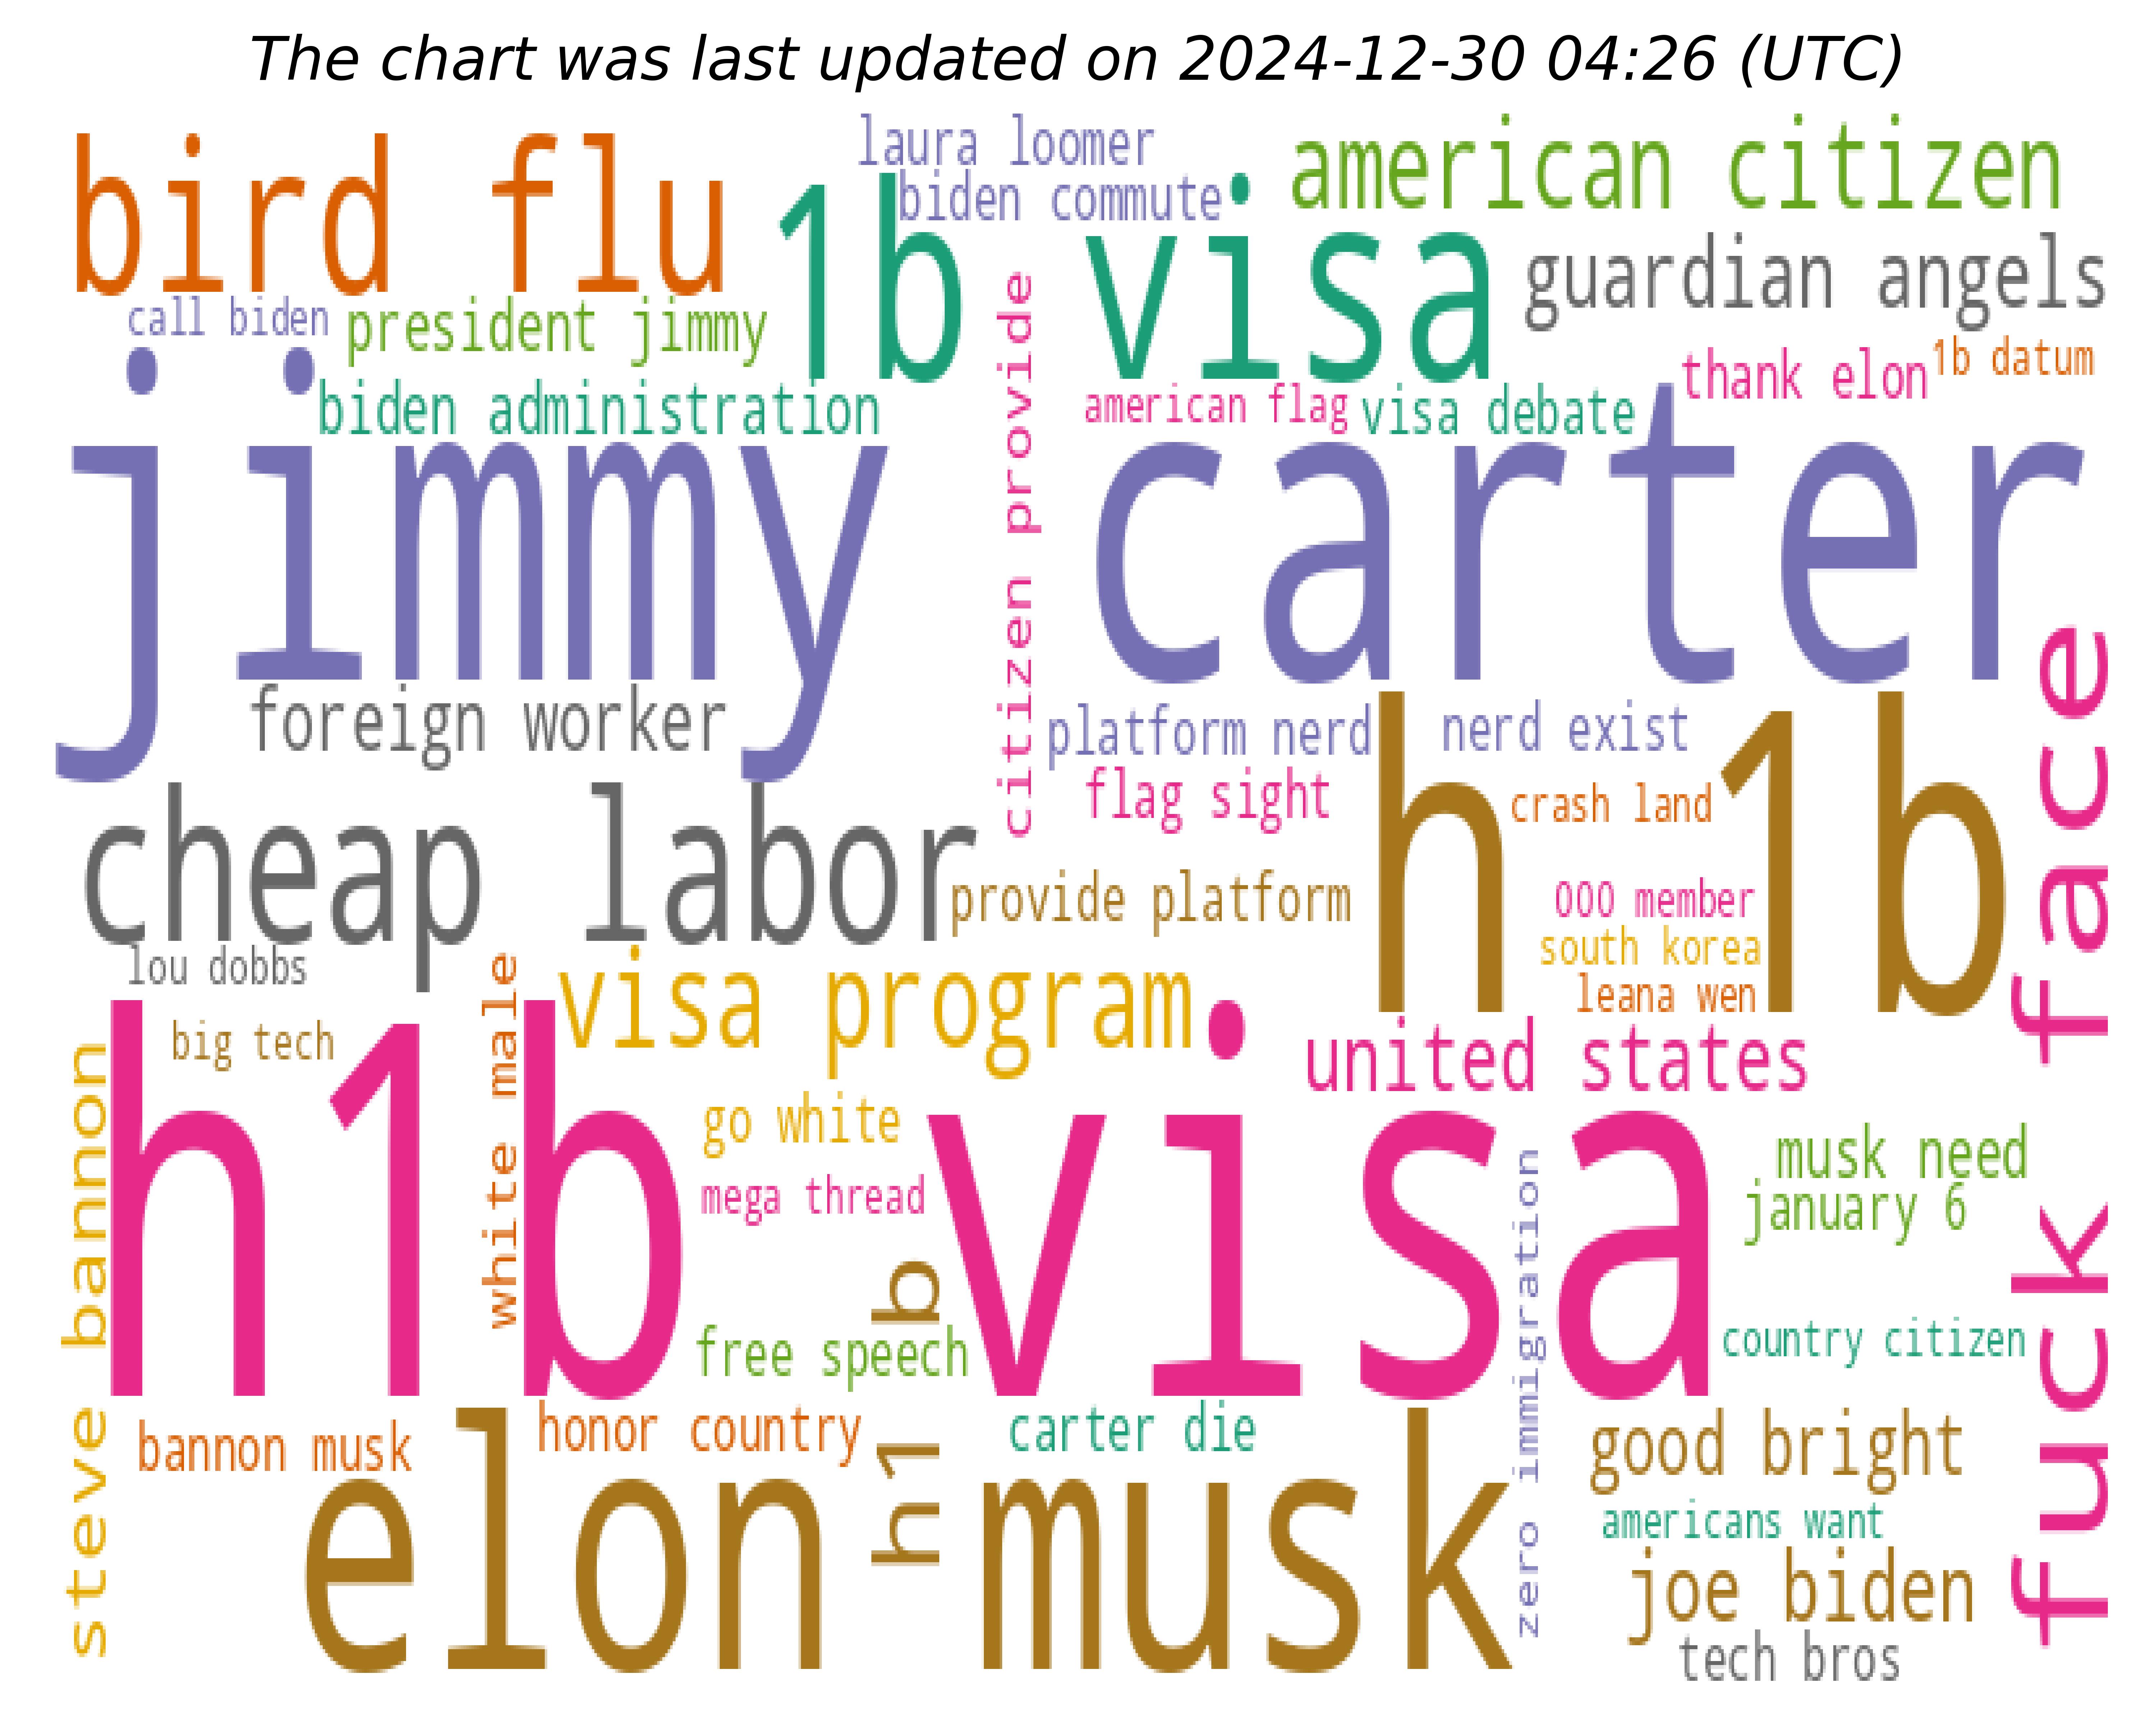 The chart was last updated on 2024-12-30 04:26 (UTC)
laura loomer
bird flu
american citizen
biden commute
1b visa
guardian angels
call biden
president jimmy
thank elon
1b datum
biden administration
american flag
visa debate
citizen provide
jimmy carter
foreign worker
platform nerd
nerd exist
flag sight
crash land
h 1b
cheap labor
provide platform
000 member
south korea
leana wen
lou dobbs
visa program
white male
big tech
united states
fuck face
steve bannon
h1b visa
go white
musk need
mega thread
january 6
zero immigration
h1 b
free speech
country citizen
bannon musk
honor country
carter die
good bright
elon musk
americans want
joe biden
tech bros